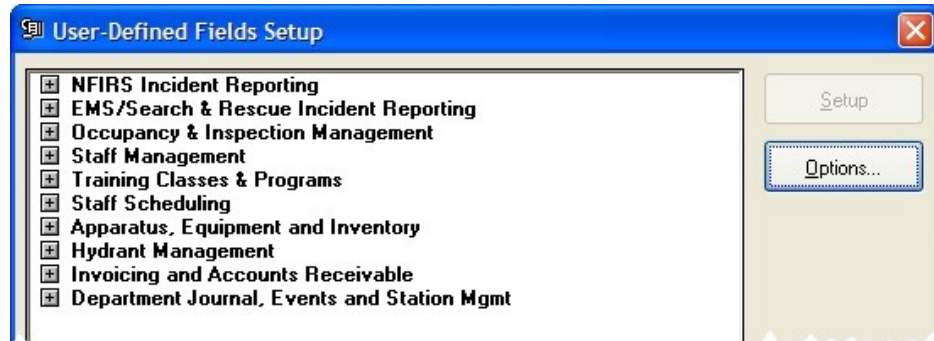 User-Defined Fields Setup
NFIRS Incident Reporting
EMS/Search & Rescue Incident Reporting
Occupancy & Inspection Management
Staff Management
Training Classes & Programs
Staff Scheduling
Apparatus, Equipment and Inventory
Hydrant Management
Invoicing and Accounts Receivable
Department Journal, Events and Station Mgmt
Setup
Options...